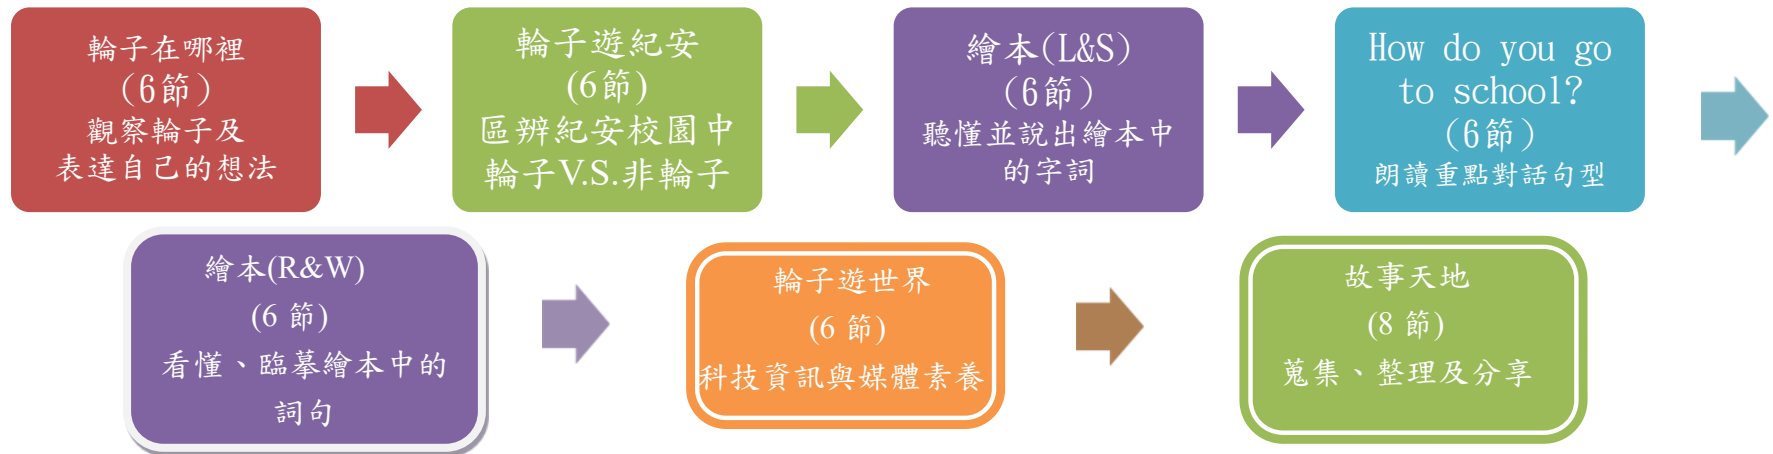 輪子在哪裡
(6節)
觀察輪子及
表達自己的想法
輪子遊紀安
(6節)
區辨紀安校園中
輪子V.S.非輪子
繪本(L&S)
(6節)
聽懂並說出繪本中
的字詞
How do you go
to school?
(6節)
朗讀重點對話句型
繪本(R&W)
(6 節)
看懂、臨摹繪本中的
詞句
輪子遊世界
(6 節)
科技資訊與媒體素養
故事天地
(8 節)
蒐集、整理及分享